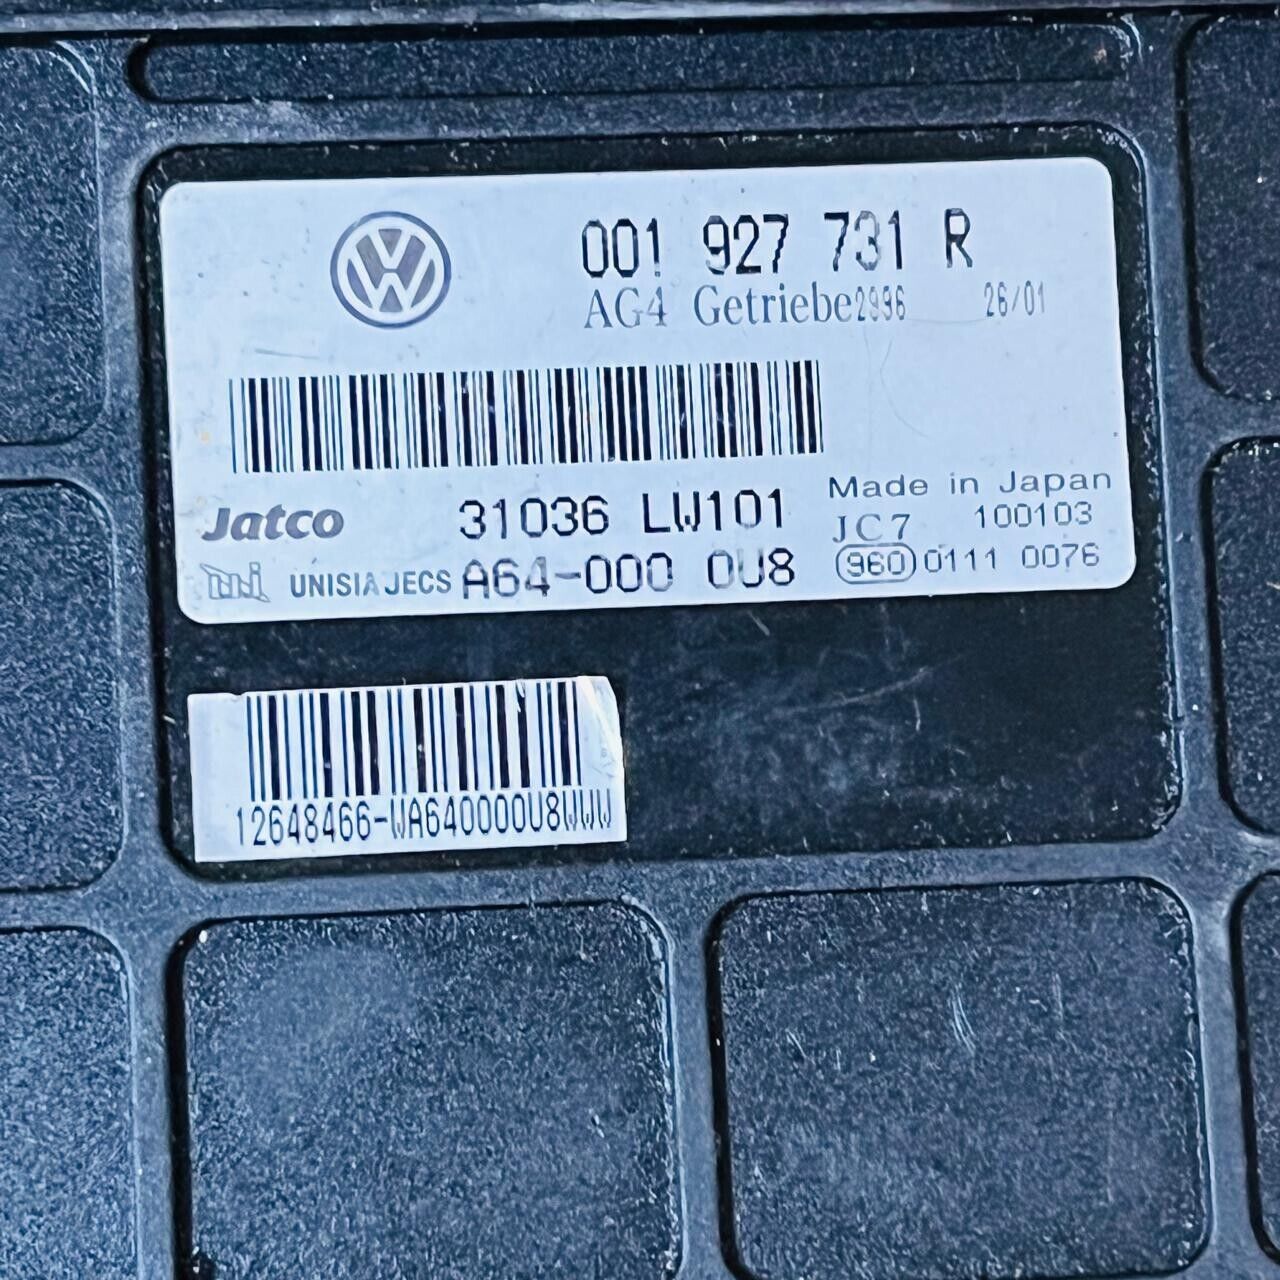 001 927 731 R
AG4 Getriebe2996 26/01
Jatco 31036 LW101 Made in Japan
JC7 100103
UNISIA JECS A64-000 0U8 960 0111 0076
12648466-WA640000U8WWW